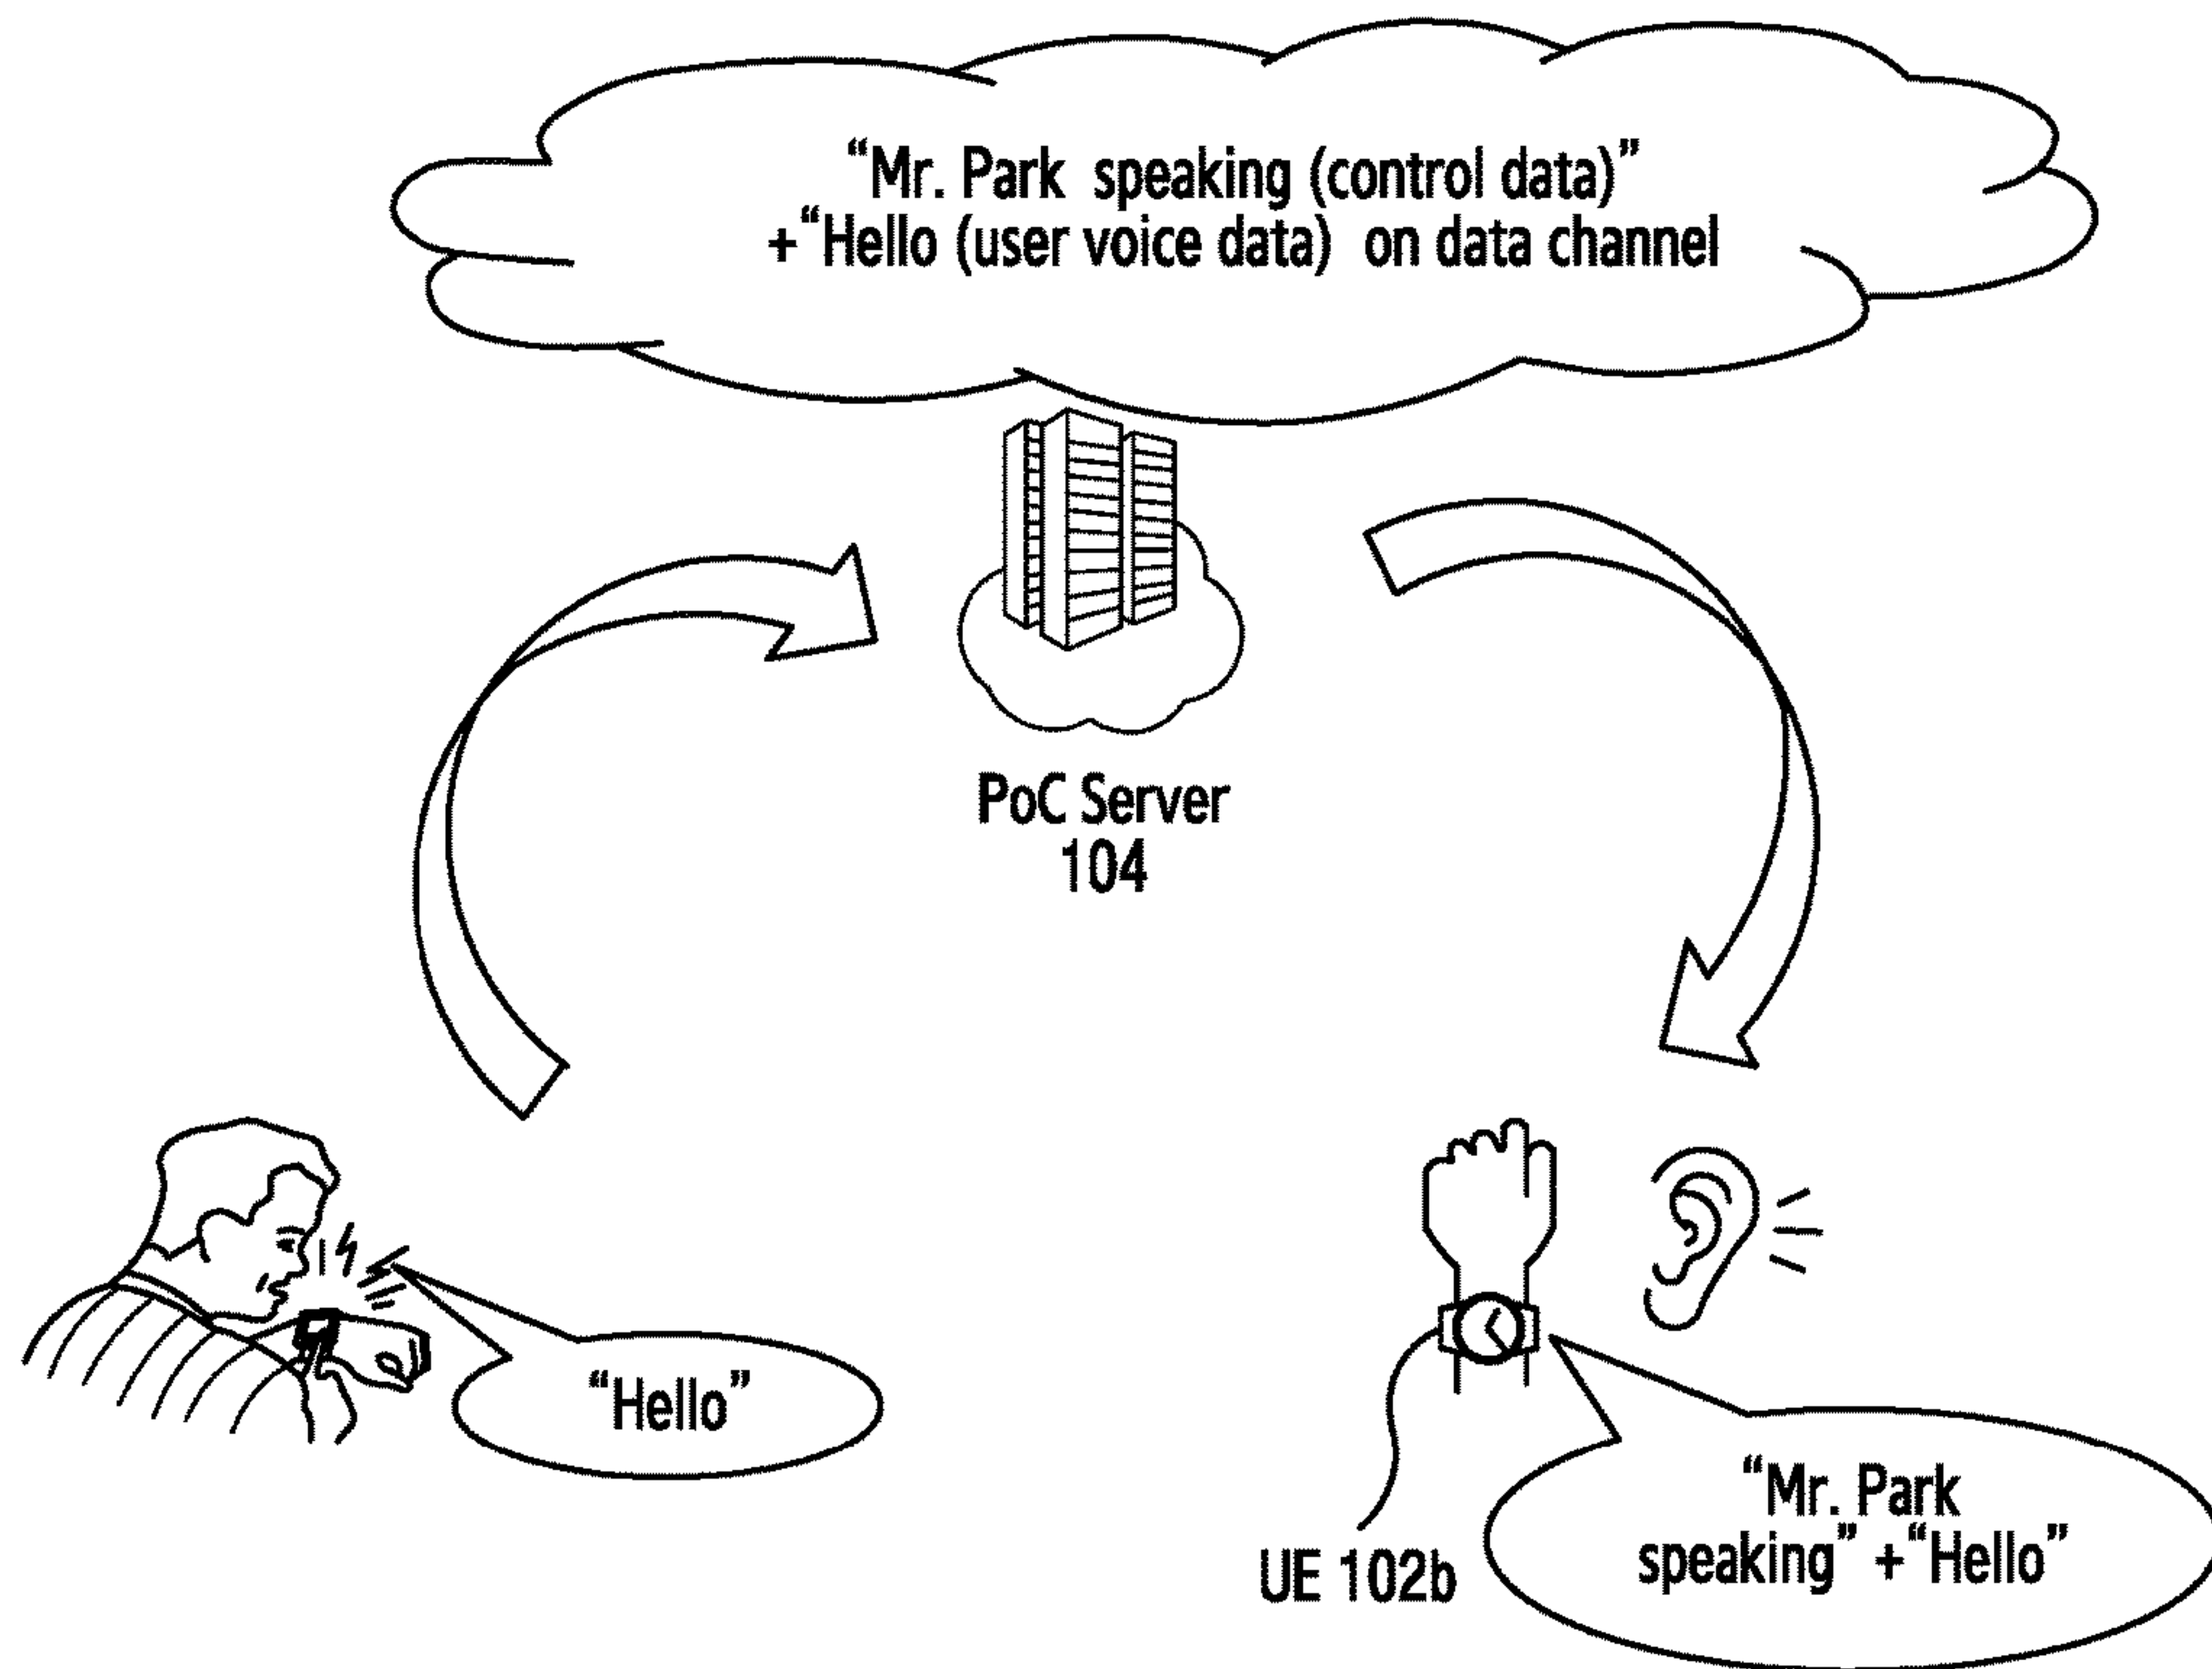 “Mr. Park speaking (control data)”
+“Hello (user voice data) on data channel
PoC Server
104
“Hello”
UE 102b
“Mr. Park
speaking” +“Hello”